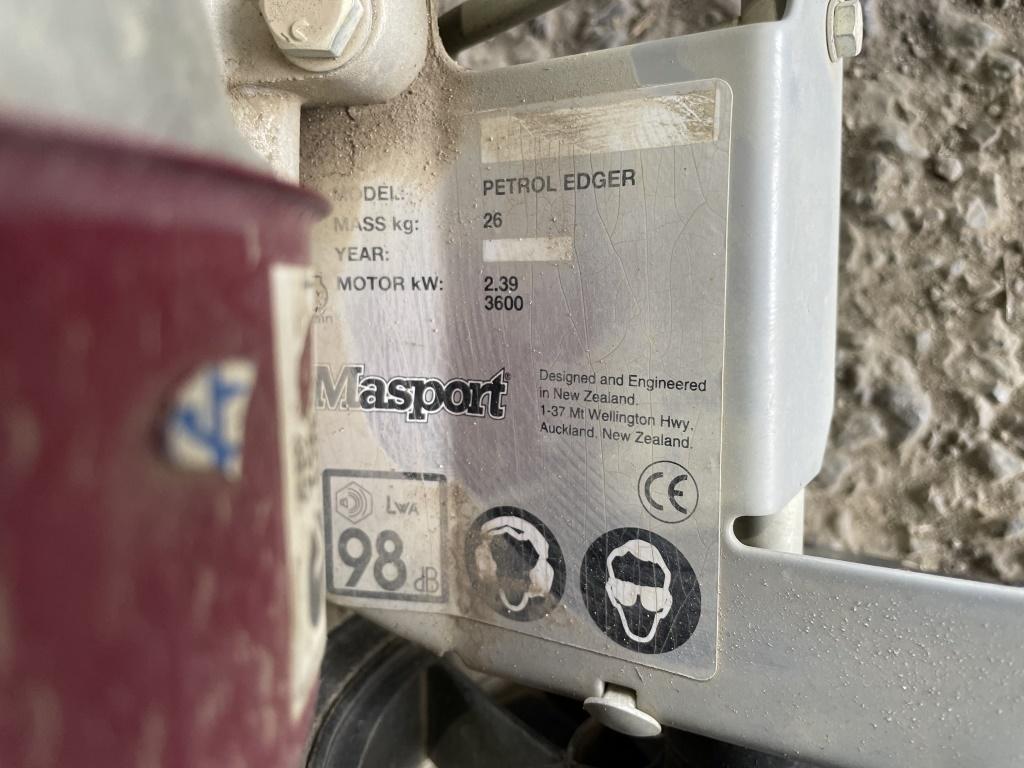 MODEL: PETROL EDGER
MASS kg: 26
YEAR:
MOTOR kW: 2.39
3600
Masport®
Designed and Engineered
in New Zealand.
1-37 Mt Wellington Hwy,
Auckland, New Zealand.
CE
LWA
98 dB